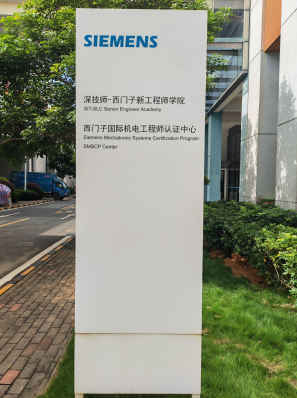 SIEMENS
深技师-西门子新工程师学院
SIT-SLC Senior Engineer Academy
西门子国际机电工程师认证中心
Siemens Mechatronic Systems Certification Program
SMSCP Center